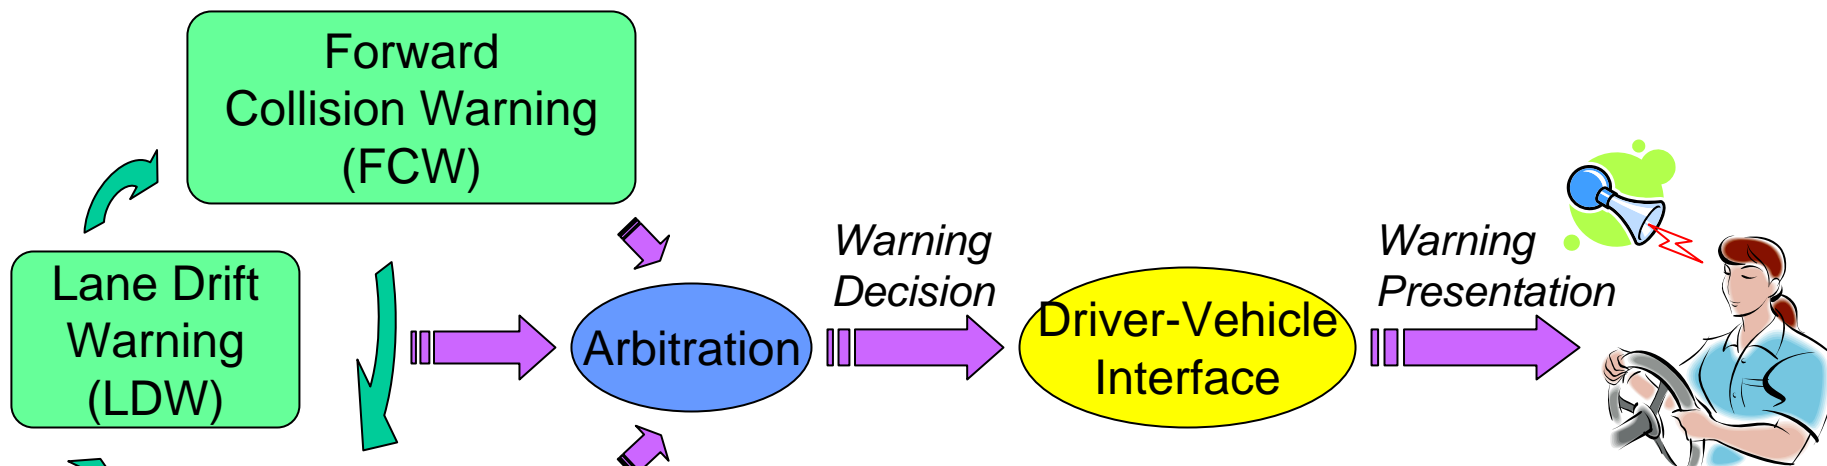 Forward
Collision Warning
(FCW)
Lane Drift
Warning
(LDW)
Arbitration
Warning
Decision
Driver-Vehicle
Interface
Warning
Presentation